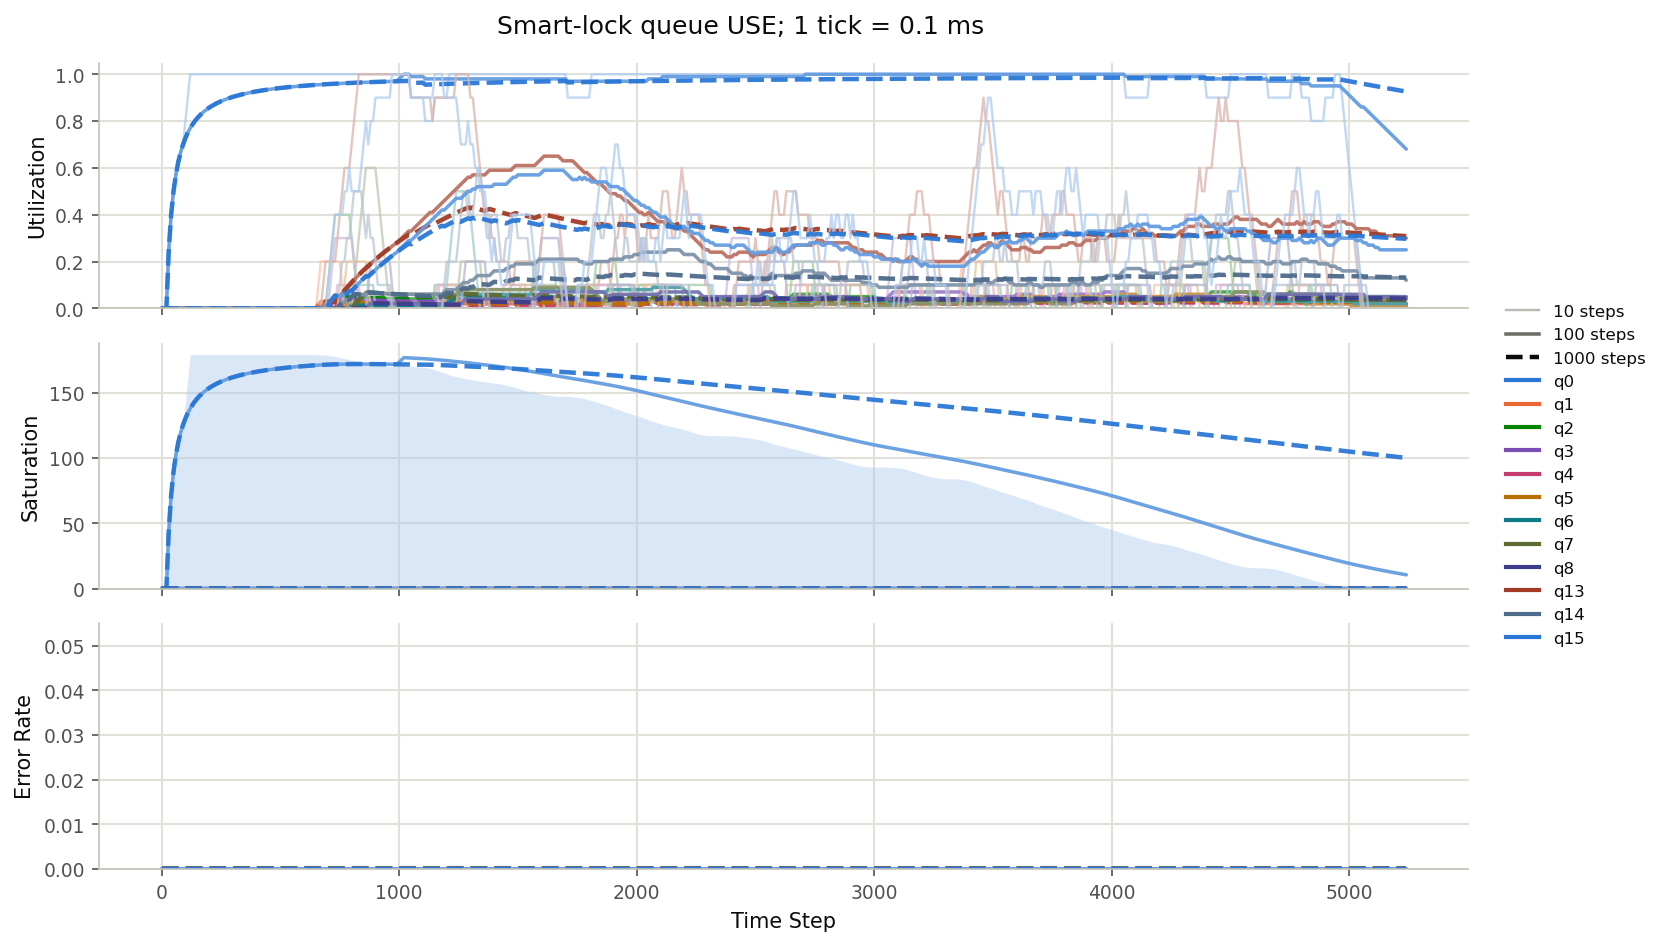 Smart-lock queue USE; 1 tick = 0.1 ms
Utilization
1.0
0.8
0.6
0.4
0.2
0.0
Saturation
150
100
50
0
Error Rate
0.05
0.04
0.03
0.02
0.01
0.00
0 1000 2000 3000 4000 5000
Time Step
10 steps
100 steps
1000 steps
q0
q1
q2
q3
q4
q5
q6
q7
q8
q13
q14
q15